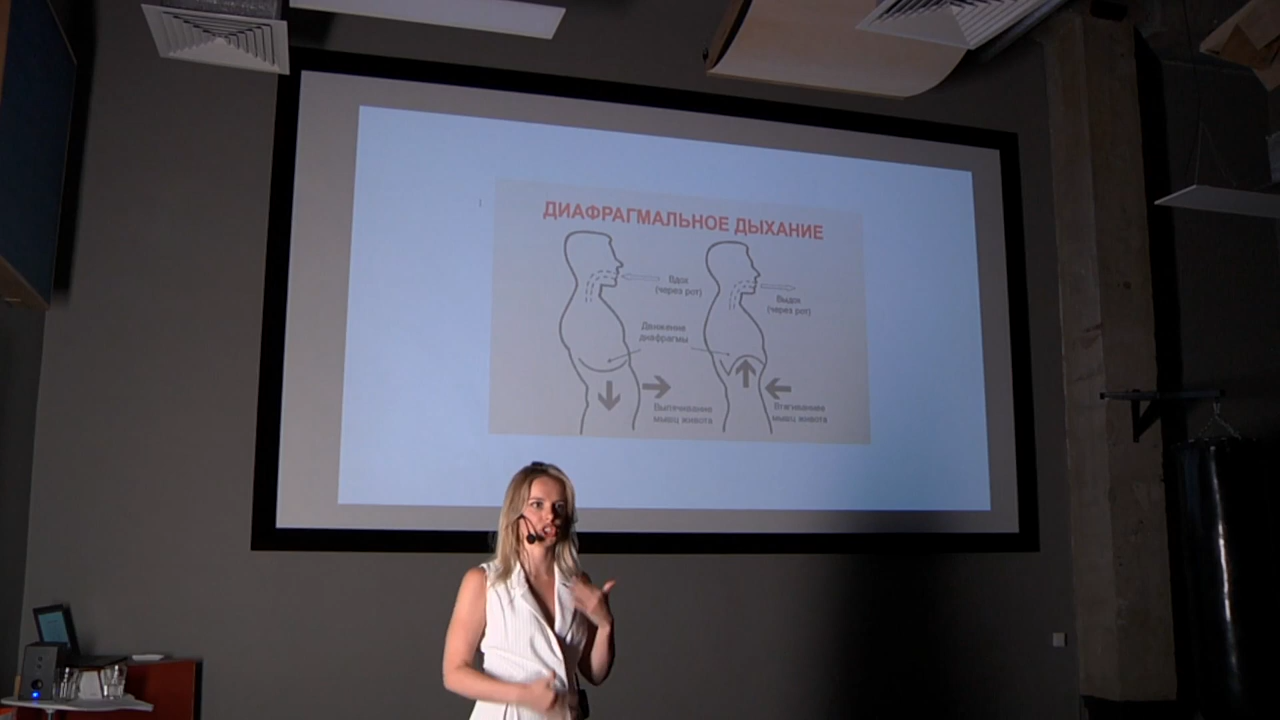 ДИАФРАГМАЛЬНОЕ ДЫХАНИЕ
Вдох
(через рот)
Выдох
(через рот)
Движение
диафрагмы
Выпячивание
мышц живота
Втягивание
мышц живота